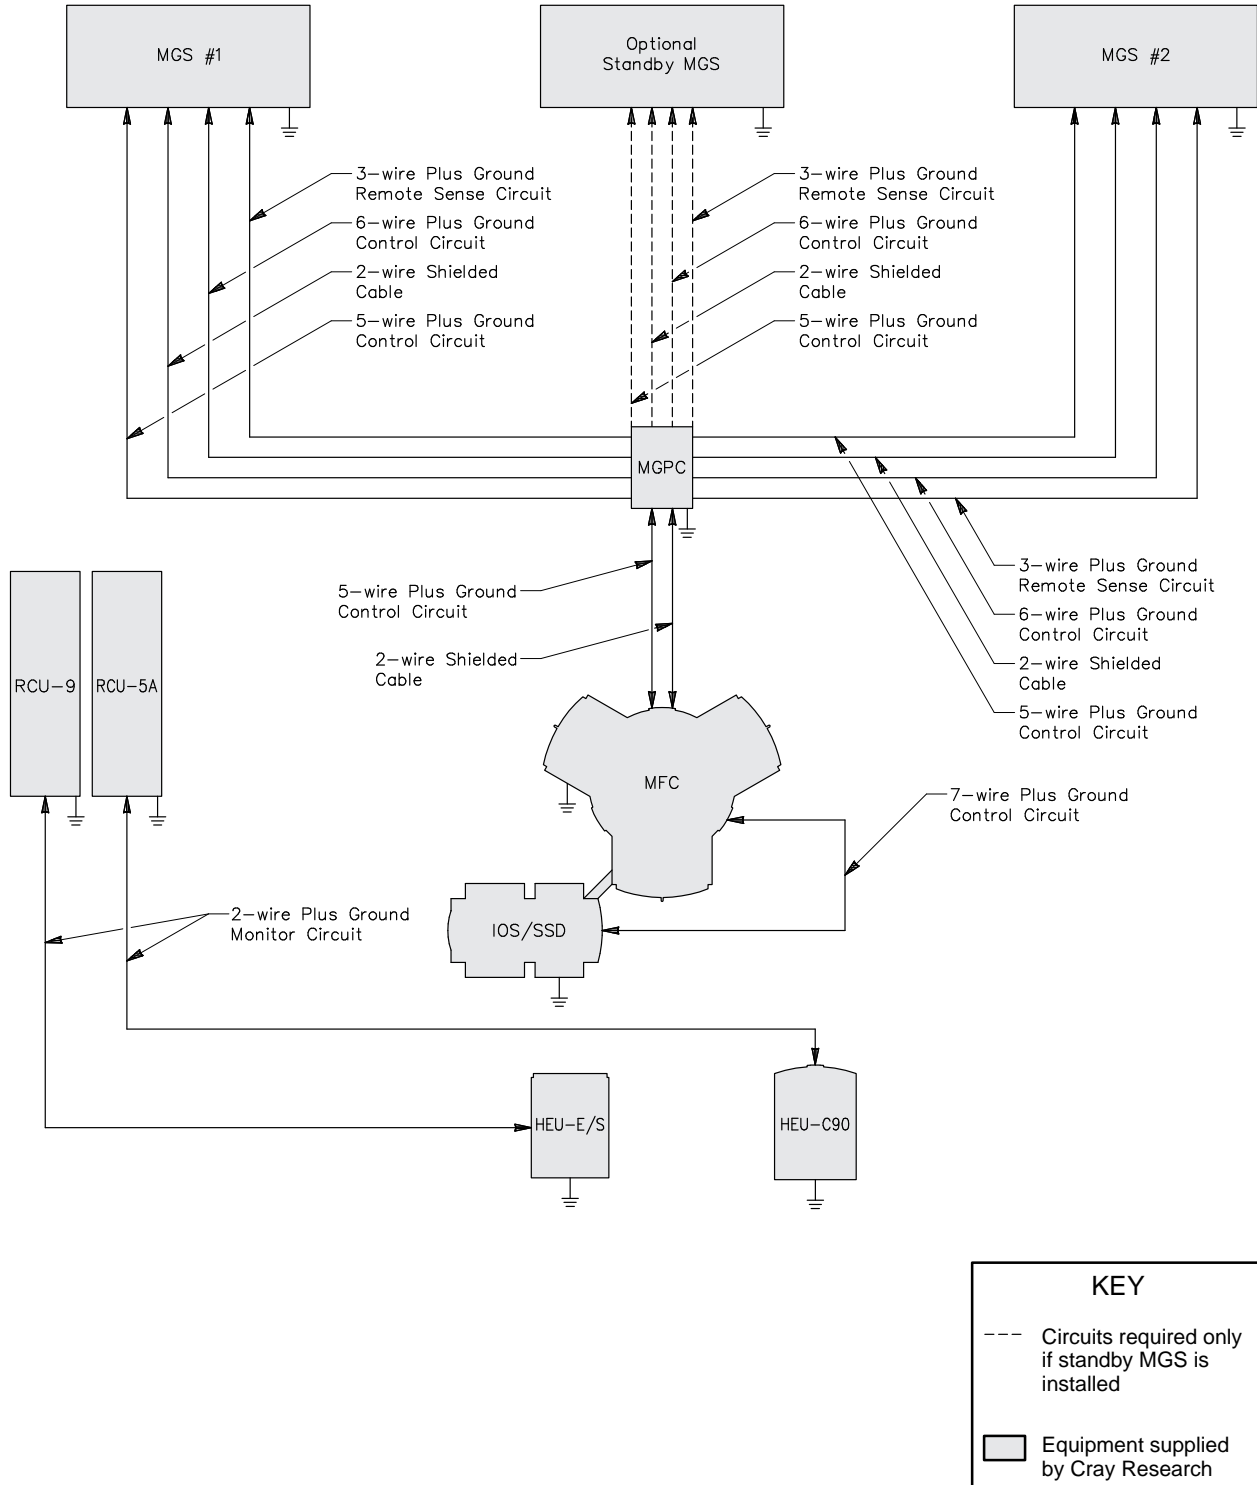 MGS #1
Optional
Standby MGS
MGS #2
3-wire Plus Ground
Remote Sense Circuit
6-wire Plus Ground
Control Circuit
2-wire Shielded
Cable
5-wire Plus Ground
Control Circuit
3-wire Plus Ground
Remote Sense Circuit
6-wire Plus Ground
Control Circuit
2-wire Shielded
Cable
5-wire Plus Ground
Control Circuit
MGPC
3-wire Plus Ground
Remote Sense Circuit
6-wire Plus Ground
Control Circuit
2-wire Shielded
Cable
5-wire Plus Ground
Control Circuit
5-wire Plus Ground
Control Circuit
2-wire Shielded
Cable
RCU-9
RCU-5A
MFC
7-wire Plus Ground
Control Circuit
2-wire Plus Ground
Monitor Circuit
IOS/SSD
HEU-E/S
HEU-C90
KEY
Circuits required only
if standby MGS is
installed
Equipment supplied
by Cray Research